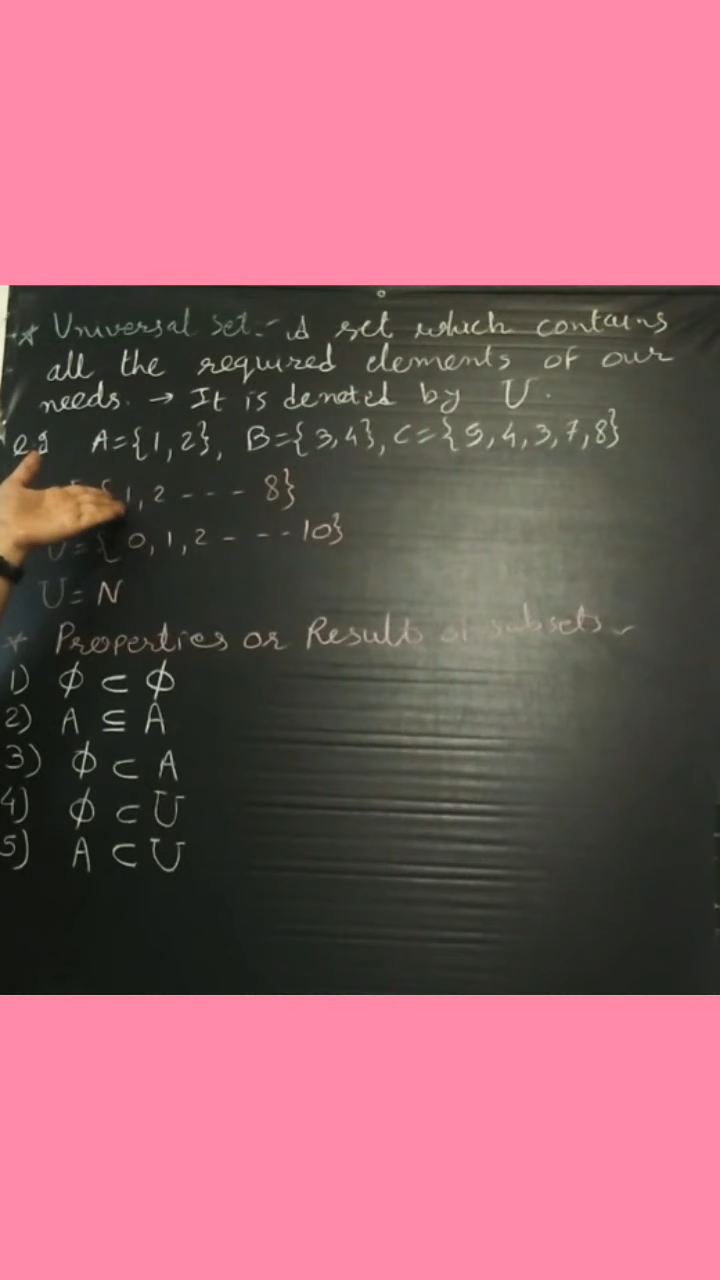 * Universal set - A set which contains
all the required elements of our
needs. → It is denoted by U.
e.g A={1,2}, B={3,4}, C={5,4,3,7,8}
{1, 2 - - - 8}
U={0, 1, 2 - - - 10}
U=N
* Properties or Results of subsets -
1) ϕ ⊂ ϕ
2) A ⊆ A
3) ϕ ⊂ A
4) ϕ ⊂ U
5) A ⊂ U